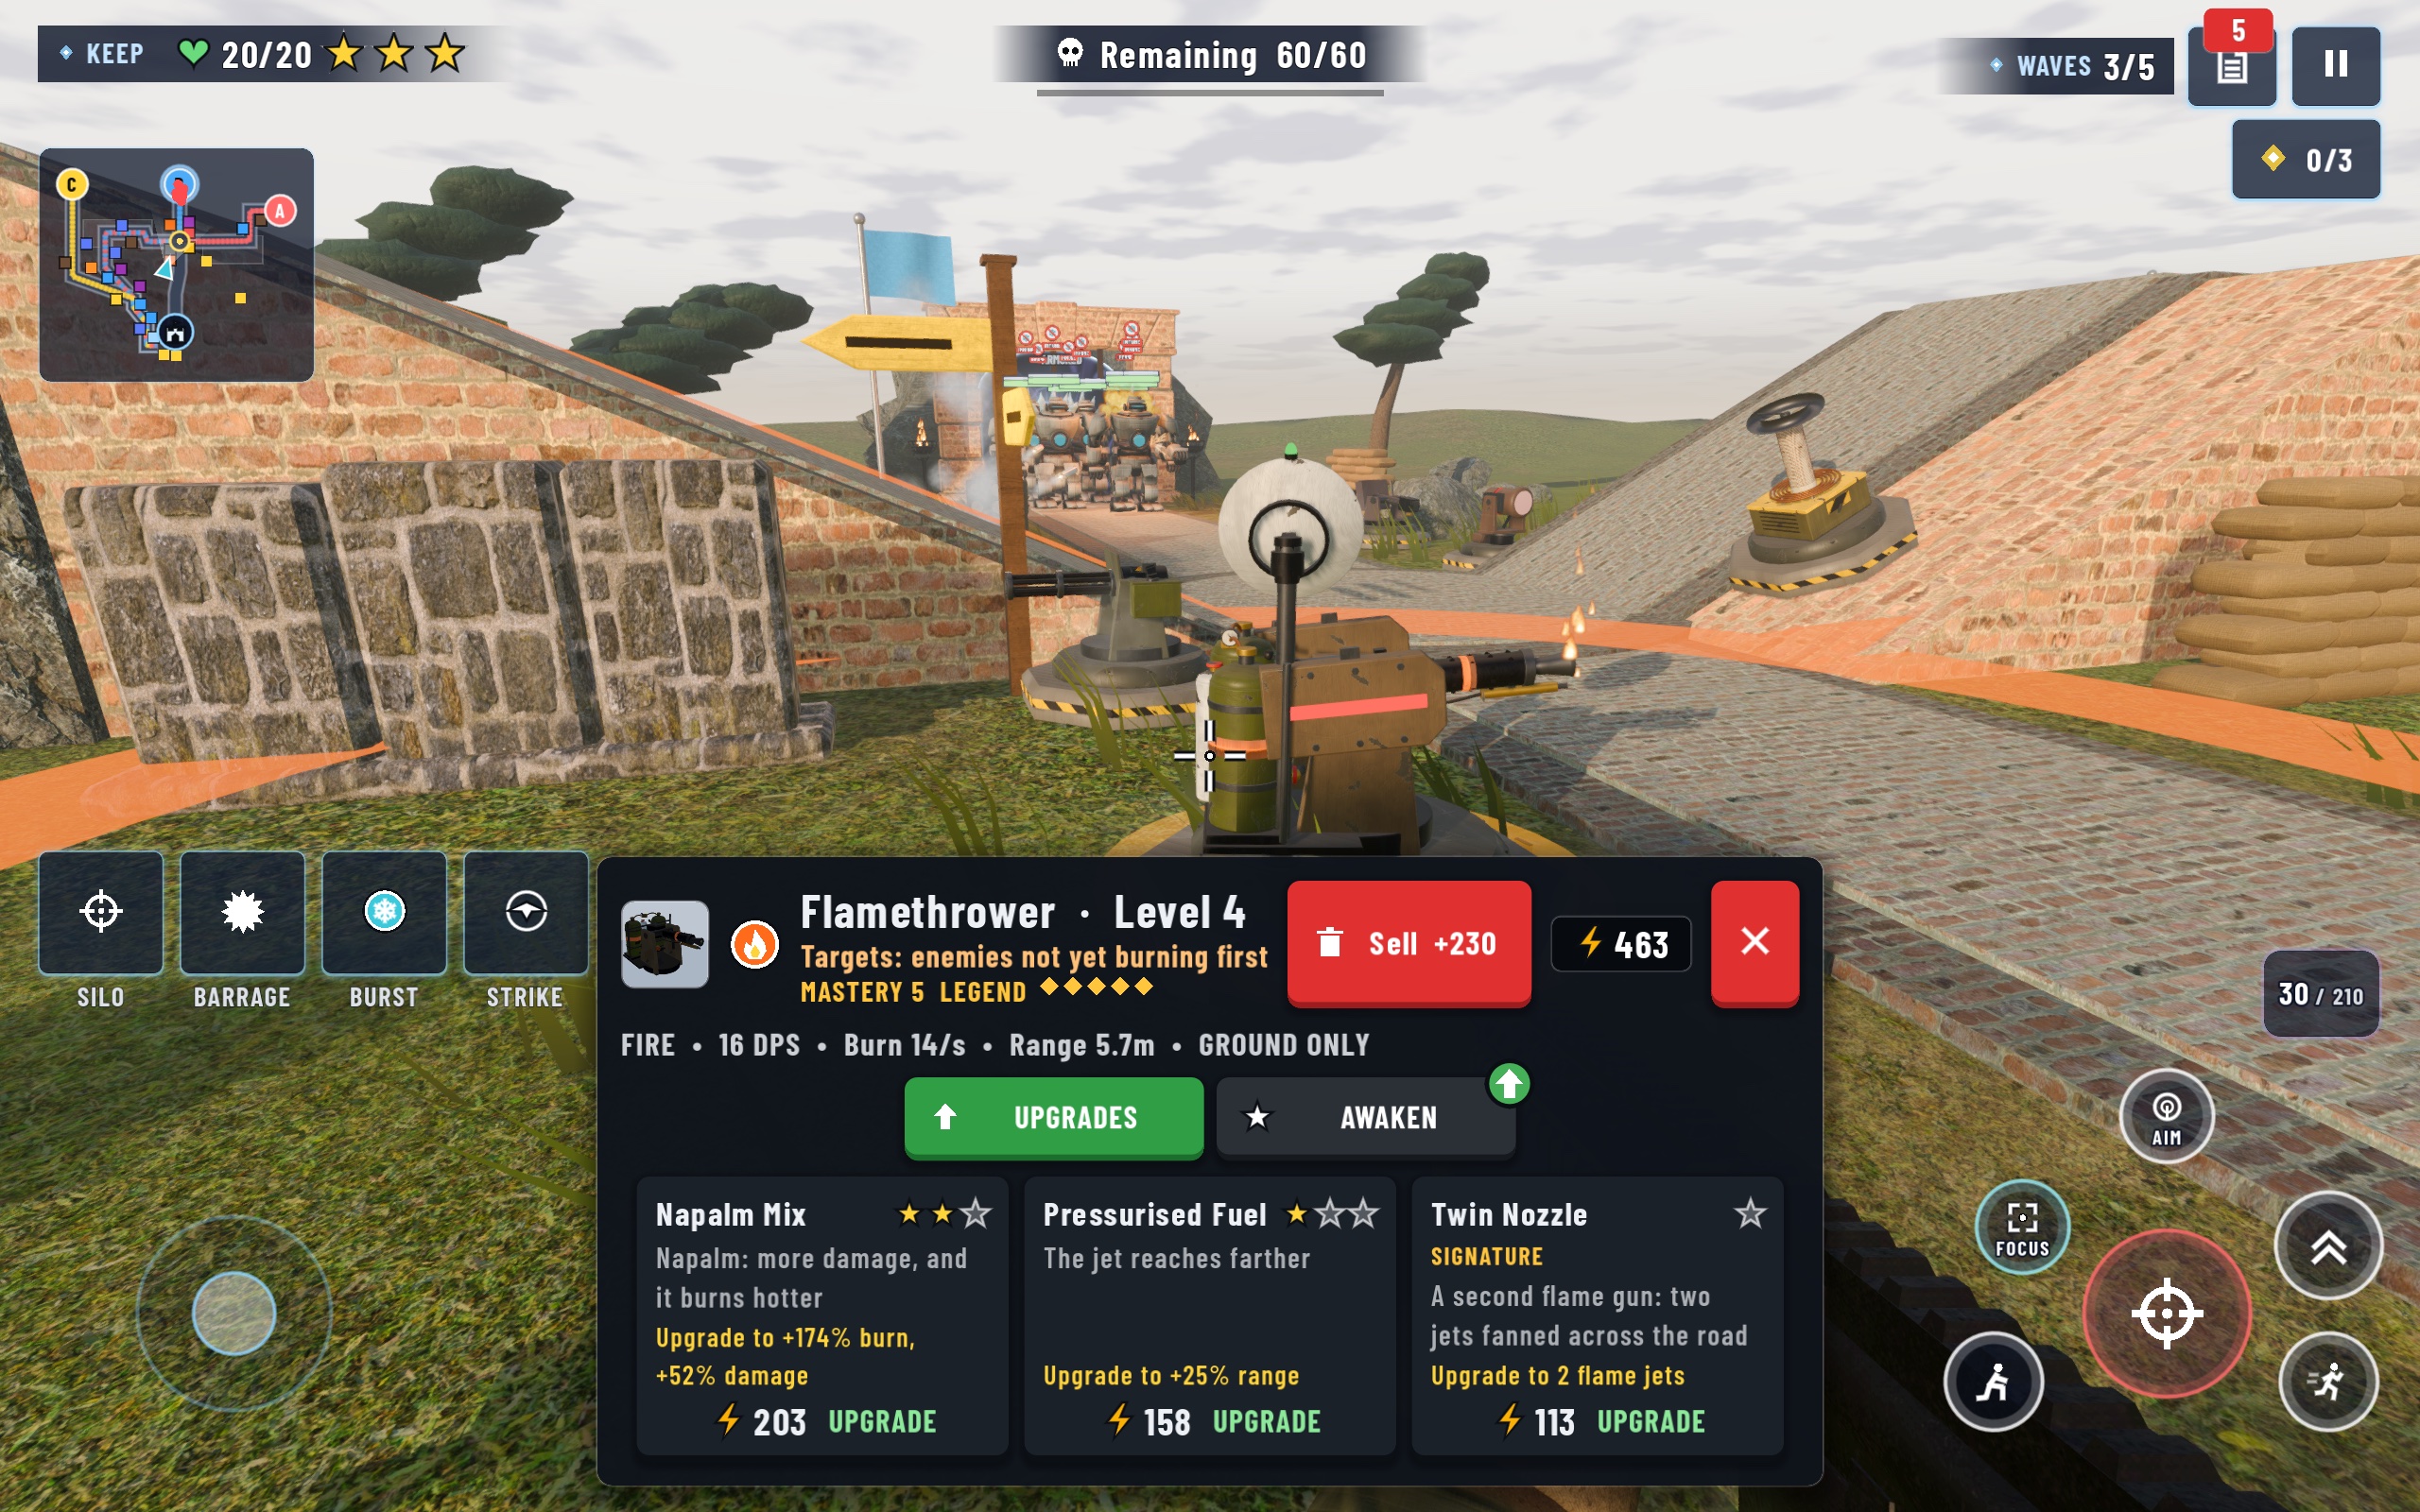 KEEP 20/20
Remaining 60/60
WAVES 3/5
5
0/3
C
A
SILO
BARRAGE
BURST
STRIKE
Flamethrower · Level 4
Targets: enemies not yet burning first
MASTERY 5 LEGEND
Sell +230
463
FIRE • 16 DPS • Burn 14/s • Range 5.7m • GROUND ONLY
UPGRADES
AWAKEN
Napalm Mix
Napalm: more damage, and
it burns hotter
Upgrade to +174% burn,
+52% damage
203 UPGRADE
Pressurised Fuel
The jet reaches farther
Upgrade to +25% range
158 UPGRADE
Twin Nozzle
SIGNATURE
A second flame gun: two
jets fanned across the road
Upgrade to 2 flame jets
113 UPGRADE
30 / 210
AIM
FOCUS